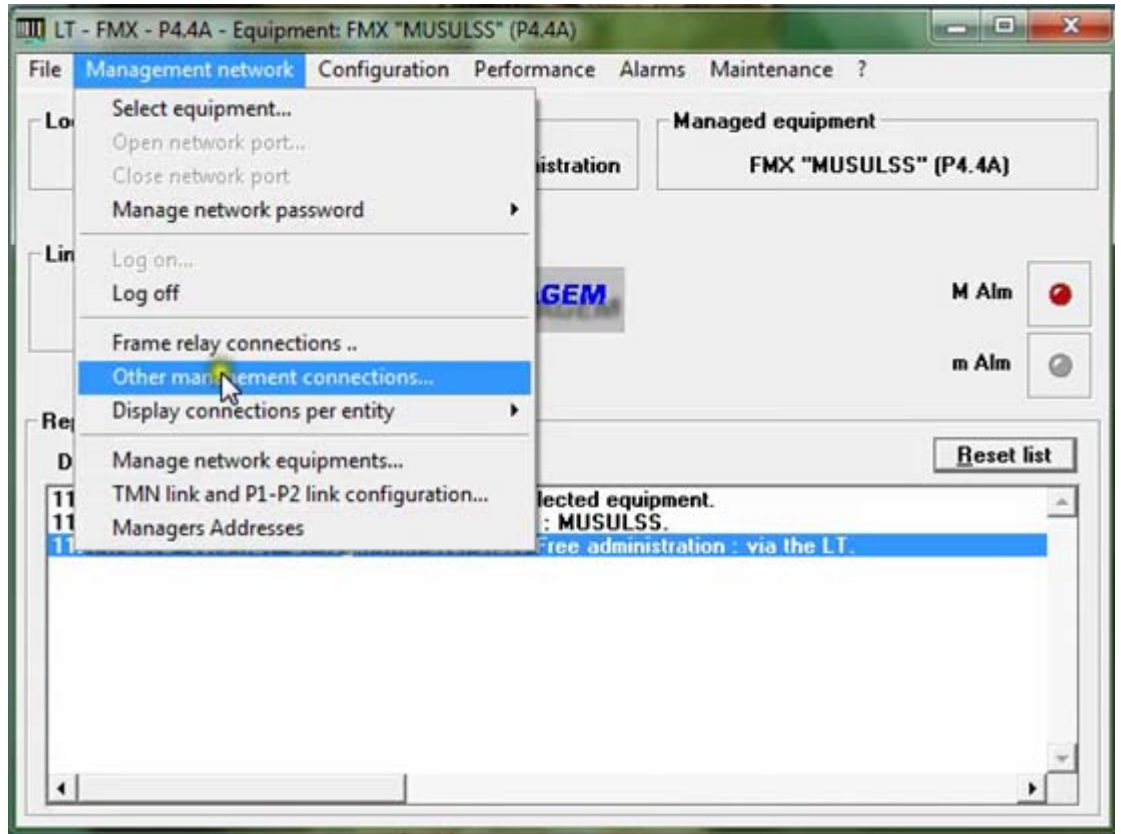 LT - FMX - P4.4A - Equipment: FMX "MUSULSS" (P4.4A)
File Management network Configuration Performance Alarms Maintenance ?
Select equipment...
Open network port...
Close network port
Manage network password
Log on...
Log off
Frame relay connections ..
Other management connections...
Display connections per entity
Manage network equipments...
TMN link and P1-P2 link configuration...
Managers Addresses
Managed equipment
FMX "MUSULSS" (P4.4A)
M Alm
m Alm
Reset list
equipment.
: MUSULSS.
Free administration : via the LT.